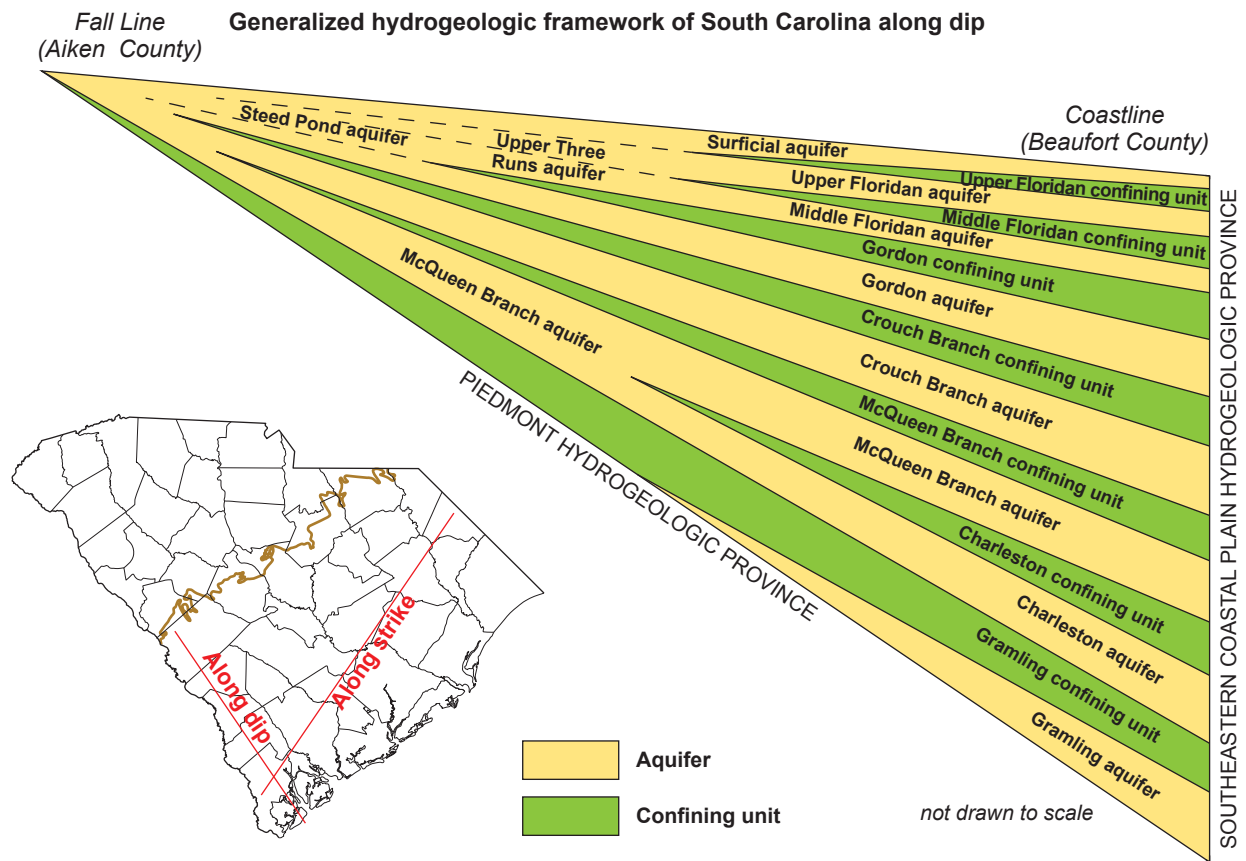 Generalized hydrogeologic framework of South Carolina along dip
Fall Line
(Aiken County)
Coastline
(Beaufort County)
Steed Pond aquifer
Upper Three
Runs aquifer
Surficial aquifer
Upper Floridan confining unit
Upper Floridan aquifer
Middle Floridan confining unit
Middle Floridan aquifer
Gordon confining unit
Gordon aquifer
Crouch Branch confining unit
Crouch Branch aquifer
McQueen Branch aquifer
McQueen Branch confining unit
McQueen Branch aquifer
Charleston confining unit
Charleston aquifer
Gramling confining unit
Gramling aquifer
PIEDMONT HYDROGEOLOGIC PROVINCE
SOUTHEASTERN COASTAL PLAIN HYDROGEOLOGIC PROVINCE
Along dip
Along strike
Aquifer
Confining unit
not drawn to scale